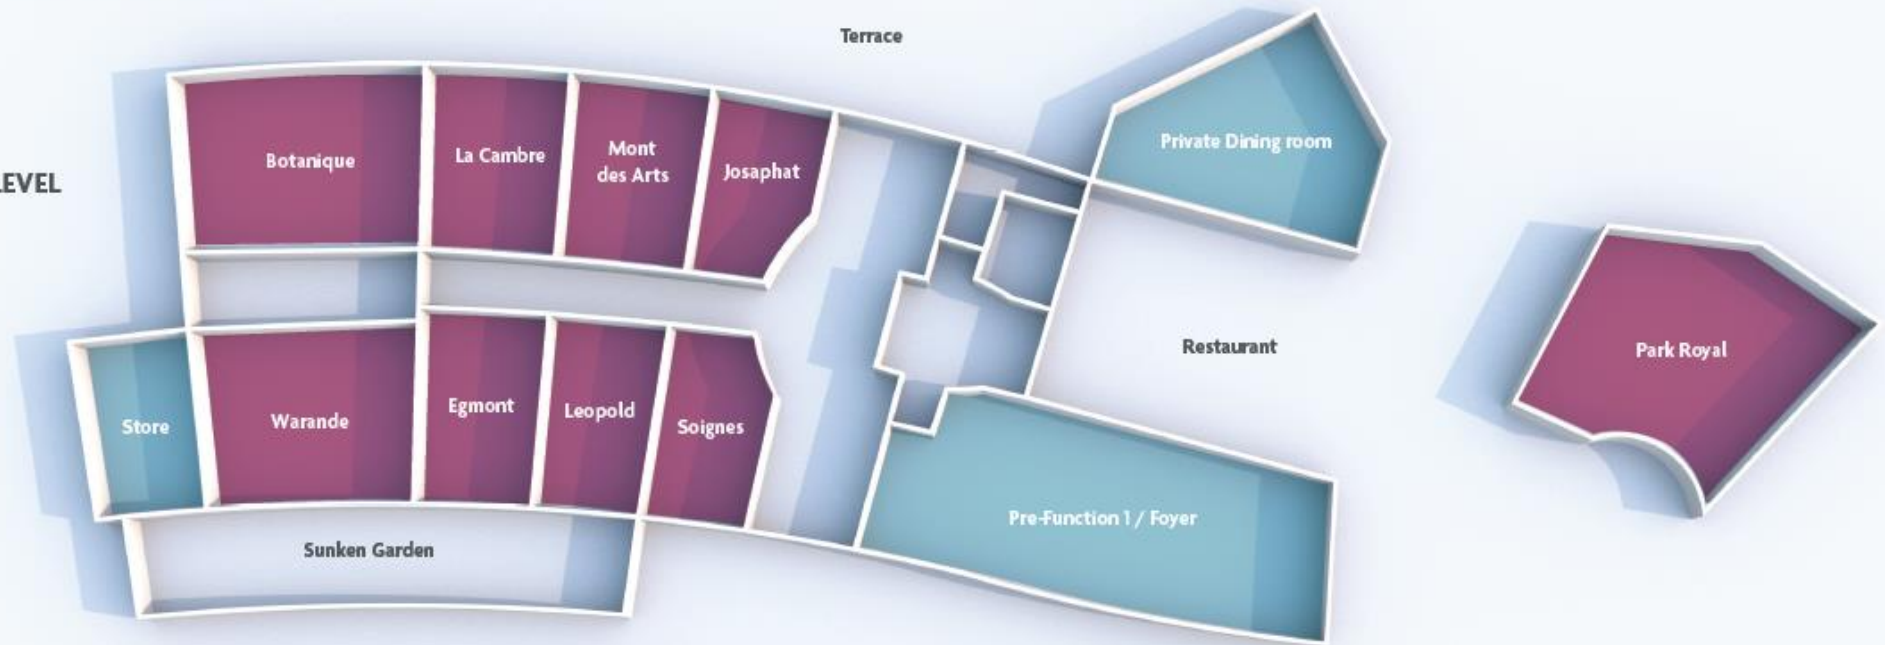 Terrace
Private Dining room
Botanique
La Cambre
Mont
des Arts
Josaphat
LEVEL
Restaurant
Park Royal
Store
Warande
Egmont
Leopold
Soignes
Pre-Function 1 / Foyer
Sunken Garden